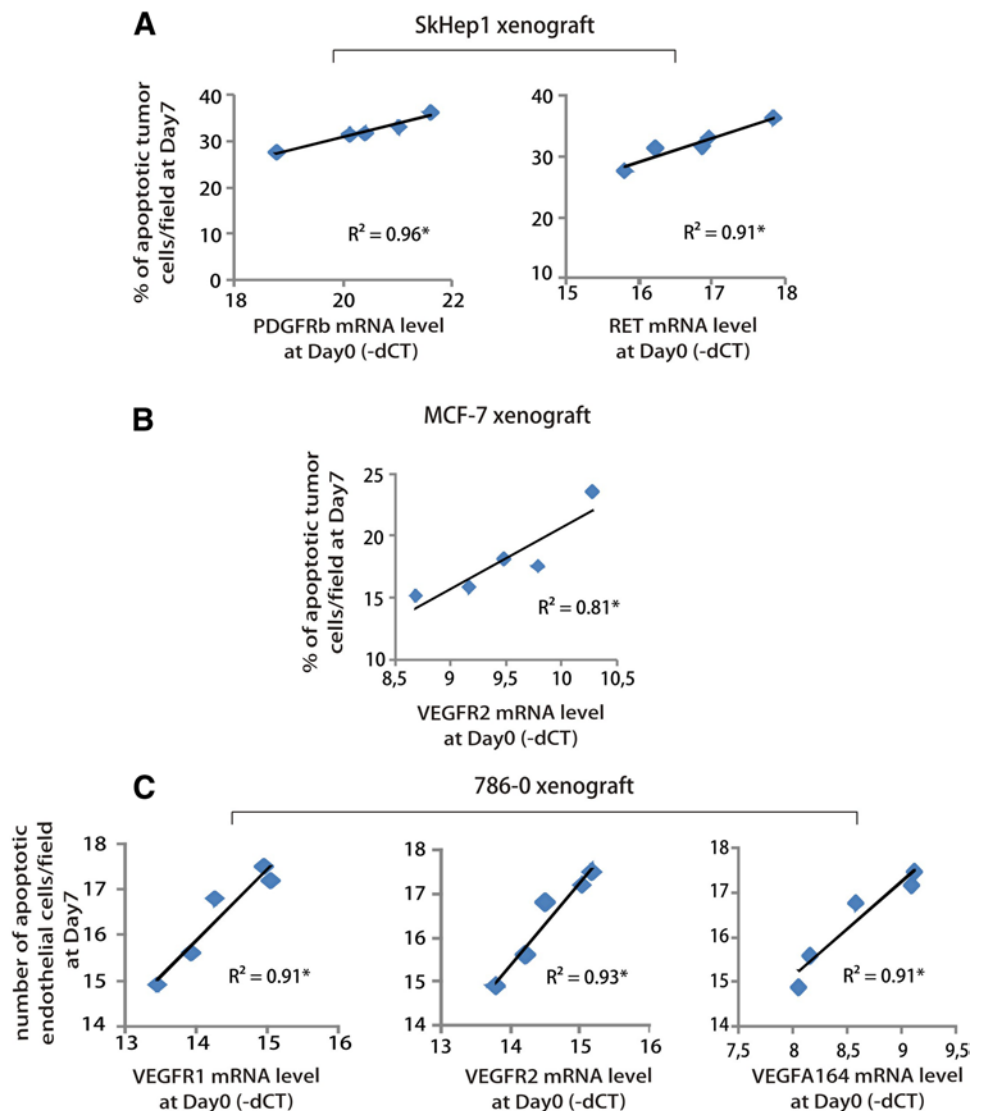 A
SkHep1 xenograft
% of apoptotic tumor
cells/field at Day7
40
30
20
10
0
R² = 0.96*
18
20
22
PDGFRb mRNA level
at Day0 (-dCT)
40
30
20
10
R² = 0.91*
15
16
17
18
RET mRNA level
at Day0 (-dCT)
B
MCF-7 xenograft
% of apoptotic tumor
cells/field at Day7
25
20
15
10
R² = 0.81*
8,5
9
9,5
10
10,5
VEGFR2 mRNA level
at Day0 (-dCT)
C
786-0 xenograft
number of apoptotic
endothelial cells/field
at Day7
18
17
16
15
14
R² = 0.91*
13
14
15
16
VEGFR1 mRNA level
at Day0 (-dCT)
18
17
16
15
14
R² = 0.93*
13
14
15
16
VEGFR2 mRNA level
at Day0 (-dCT)
18
17
16
15
14
R² = 0.91*
7,5
8
8,5
9
9,5
VEGFA164 mRNA level
at Day0 (-dCT)